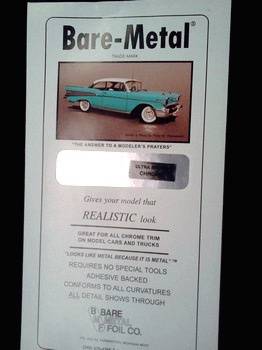 Bare-Metal®
TRADE MARK
"THE ANSWER TO A MODELER'S PRAYERS"
ULTRA
CHROME
Gives your model that
REALISTIC look
GREAT FOR ALL CHROME TRIM
ON MODEL CARS AND TRUCKS
"LOOKS LIKE METAL BECAUSE IT IS METAL"™
REQUIRES NO SPECIAL TOOLS
ADHESIVE BACKED
CONFORMS TO ALL CURVATURES
ALL DETAIL SHOWS THROUGH
BARE
METAL
FOIL CO.